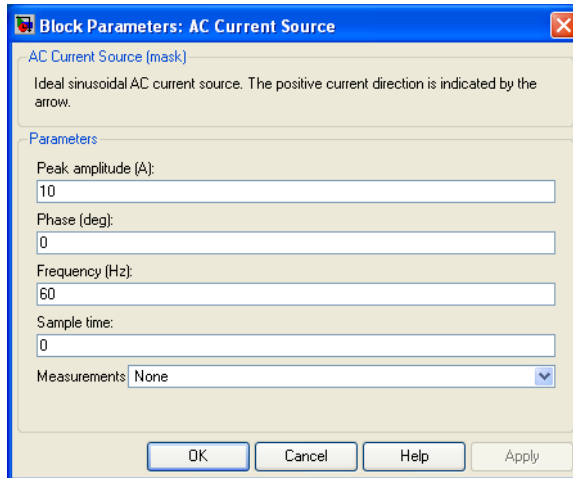 Block Parameters: AC Current Source
AC Current Source (mask)
Ideal sinusoidal AC current source. The positive current direction is indicated by the
arrow.
Parameters
Peak amplitude (A):
10
Phase (deg):
0
Frequency (Hz):
60
Sample time:
0
Measurements None
OK Cancel Help Apply